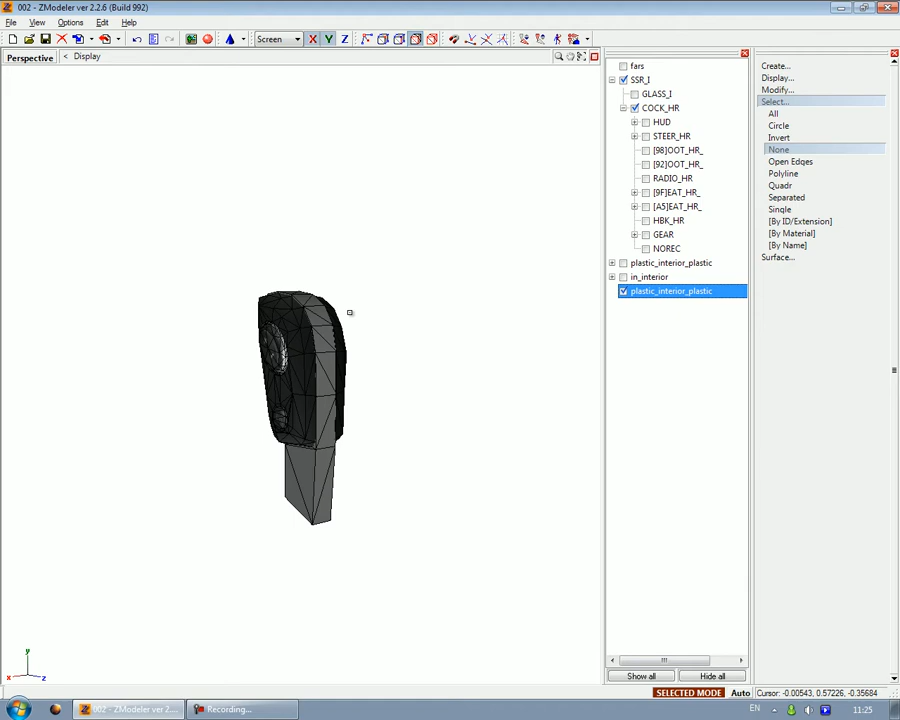 002 - ZModeler ver 2.2.6 (Build 992)
File View Options Edit Help
Screen X Y Z
Perspective < Display
fars
SSR_I
GLASS_I
COCK_HR
HUD
STEER_HR
[98]OOT_HR_
[92]OOT_HR_
RADIO_HR
[9F]EAT_HR_
[A5]EAT_HR_
HBK_HR
GEAR
NOREC
plastic_interior_plastic
in_interior
plastic_interior_plastic
Show all Hide all
Create...
Display...
Modify...
Select...
All
Circle
Invert
None
Open Edges
Polyline
Quadr
Separated
Single
[By ID/Extension]
[By Material]
[By Name]
Surface...
y
x z
SELECTED MODE Auto Cursor: -0.00543, 0.57226, -0.35684
002 - ZModeler ver 2.... Recording... EN 11:25